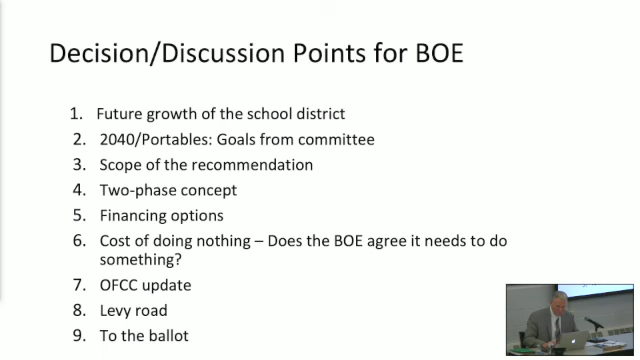 Decision/Discussion Points for BOE
1. Future growth of the school district
2. 2040/Portables: Goals from committee
3. Scope of the recommendation
4. Two-phase concept
5. Financing options
6. Cost of doing nothing – Does the BOE agree it needs to do
something?
7. OFCC update
8. Levy road
9. To the ballot